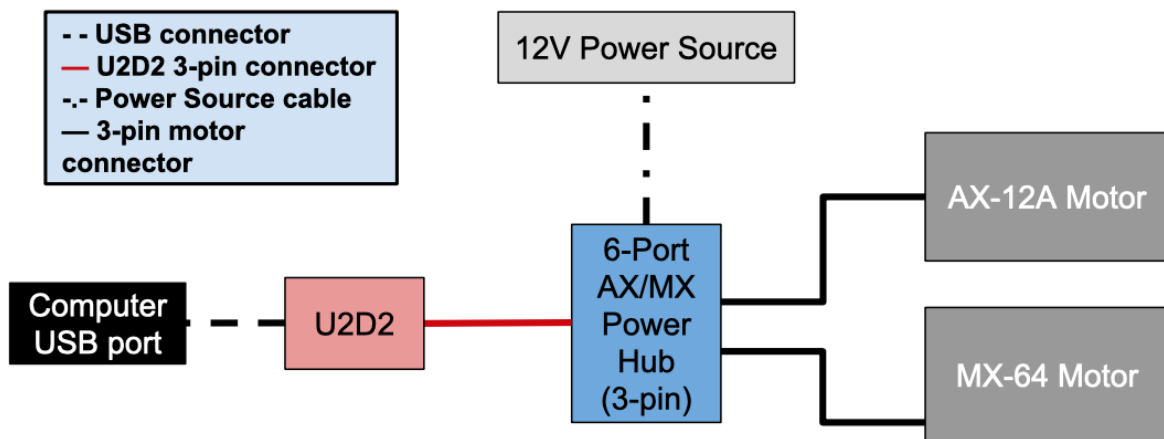 - - USB connector
— U2D2 3-pin connector
-.- Power Source cable
— 3-pin motor
connector
12V Power Source
AX-12A Motor
6-Port
AX/MX
Power
Hub
(3-pin)
Computer
USB port
U2D2
MX-64 Motor